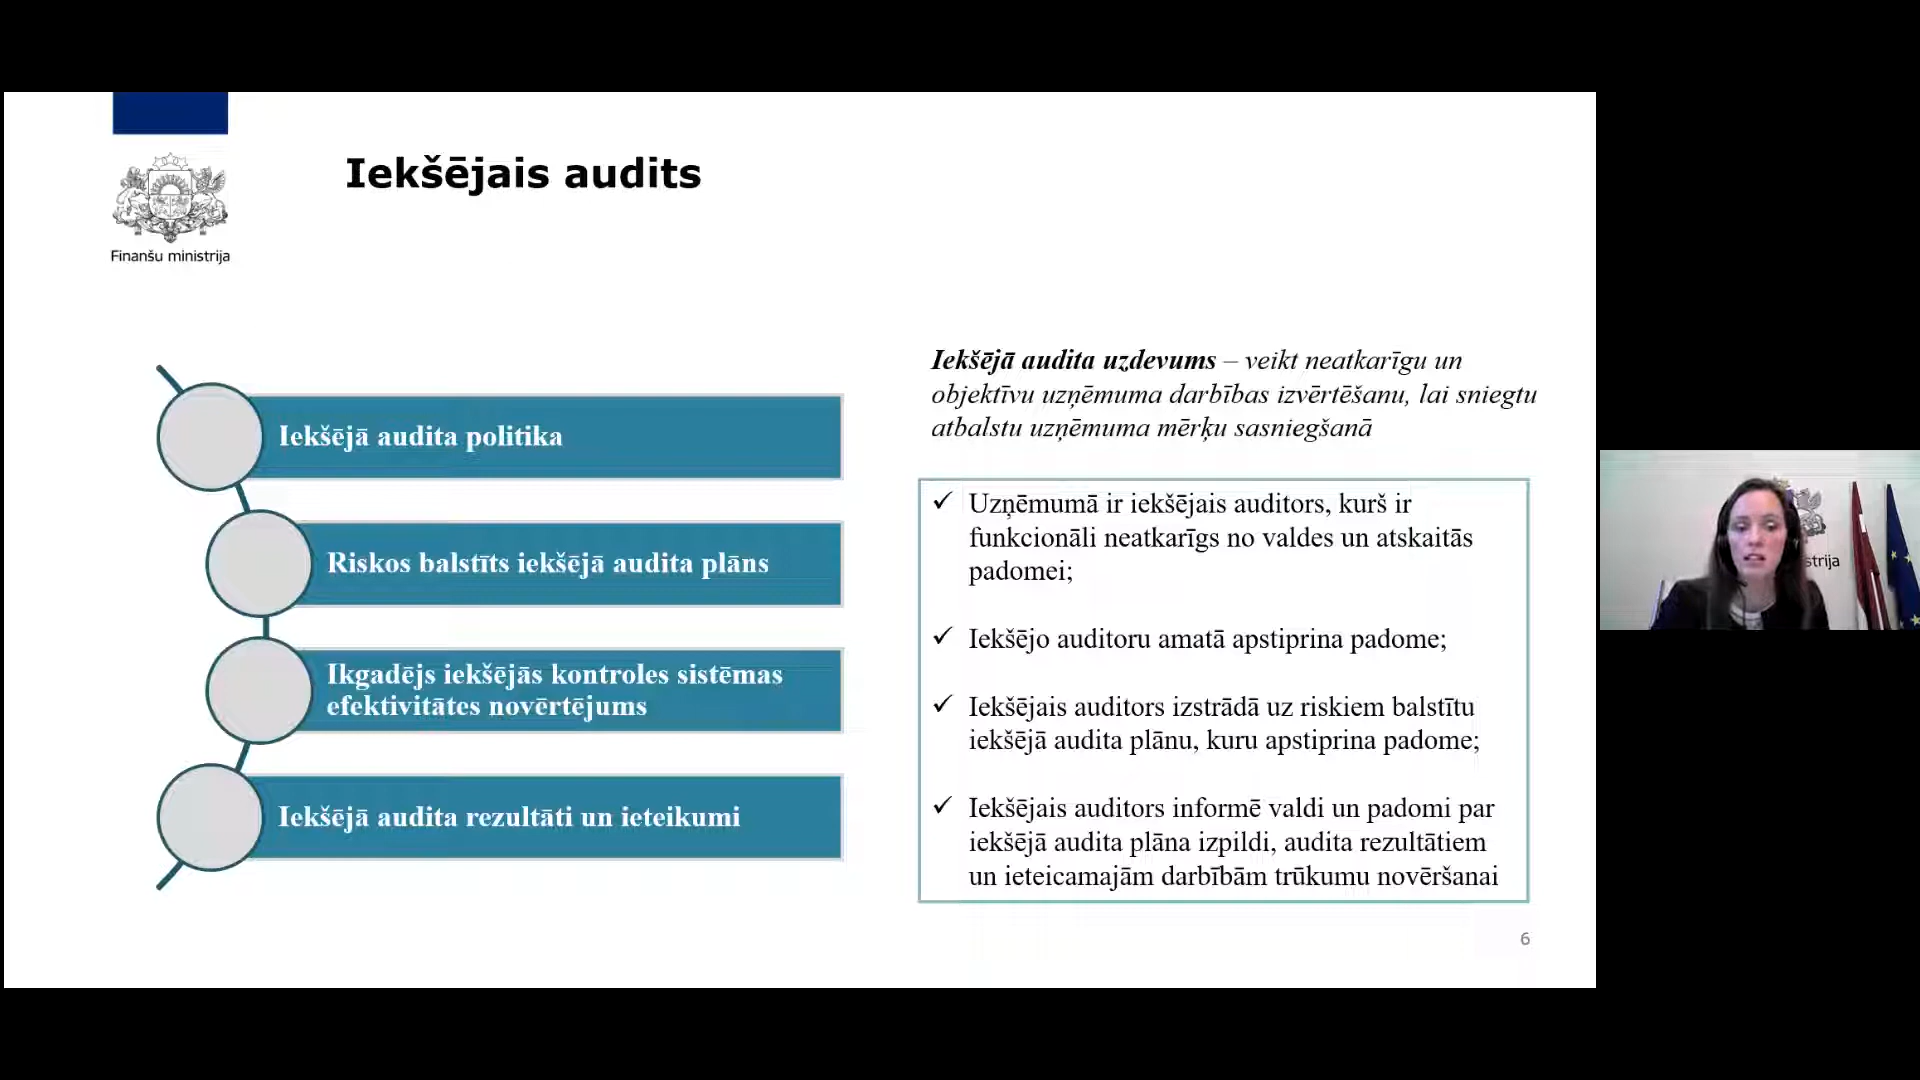 Iekšējais audits
Finanšu ministrija
Iekšējā audita politika
Riskos balstīts iekšējā audita plāns
Ikgadējs iekšējās kontroles sistēmas
efektivitātes novērtējums
Iekšējā audita rezultāti un ieteikumi
Iekšējā audita uzdevums – veikt neatkarīgu un
objektīvu uzņēmuma darbības izvērtēšanu, lai sniegtu
atbalstu uzņēmuma mērķu sasniegšanā
✓ Uzņēmumā ir iekšējais auditors, kurš ir
funkcionāli neatkarīgs no valdes un atskaitās
padomei;
✓ Iekšējo auditoru amatā apstiprina padome;
✓ Iekšējais auditors izstrādā uz riskiem balstītu
iekšējā audita plānu, kuru apstiprina padome;
✓ Iekšējais auditors informē valdi un padomi par
iekšējā audita plāna izpildi, audita rezultātiem
un ieteicamajām darbībām trūkumu novēršanai
6
strija